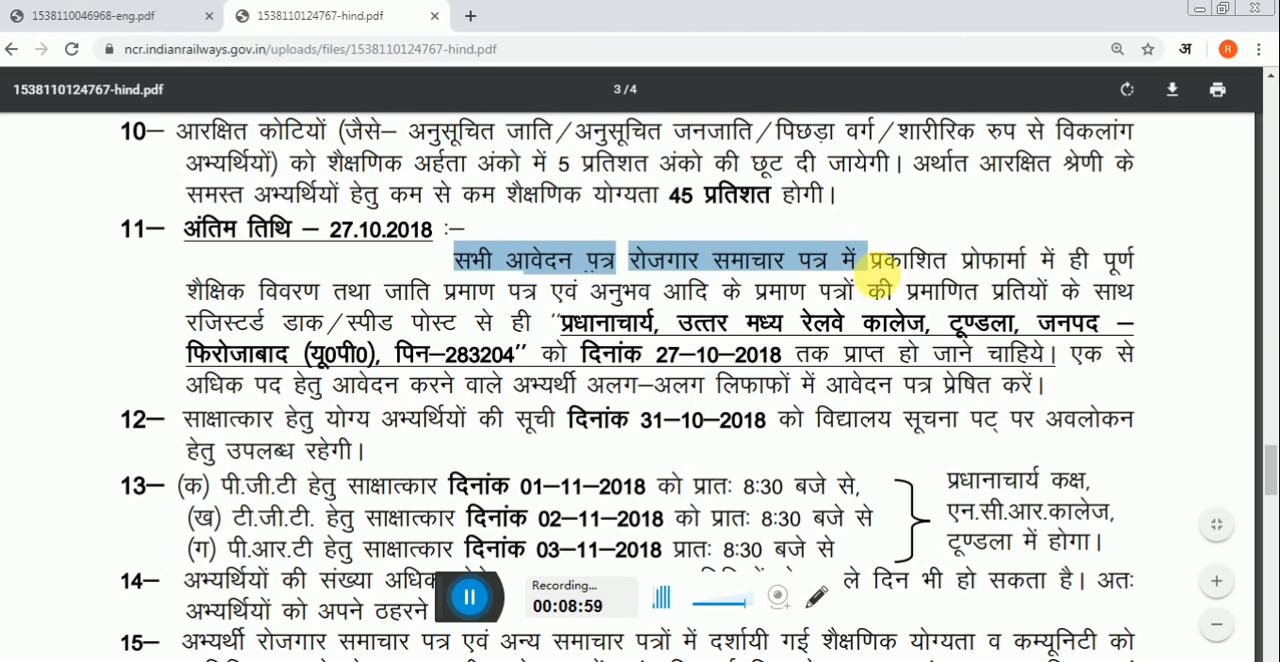 1538110046968-eng.pdf
1538110124767-hind.pdf
ncr.indianrailways.gov.in/uploads/files/1538110124767-hind.pdf
अ
R
1538110124767-hind.pdf
3 / 4
10— आरक्षित कोटियों (जैसे— अनुसूचित जाति/अनुसूचित जनजाति/पिछड़ा वर्ग/शारीरिक रुप से विकलांग
अभ्यर्थियों) को शैक्षणिक अर्हता अंको में 5 प्रतिशत अंको की छूट दी जायेगी। अर्थात आरक्षित श्रेणी के
समस्त अभ्यर्थियों हेतु कम से कम शैक्षणिक योग्यता 45 प्रतिशत होगी।
11— अंतिम तिथि – 27.10.2018 :—
सभी आवेदन पत्र रोजगार समाचार पत्र में प्रकाशित प्रोफार्मा में ही पूर्ण
शैक्षिक विवरण तथा जाति प्रमाण पत्र एवं अनुभव आदि के प्रमाण पत्रों की प्रमाणित प्रतियों के साथ
रजिस्टर्ड डाक/स्पीड पोस्ट से ही “प्रधानाचार्य, उत्तर मध्य रेलवे कालेज, टूण्डला, जनपद –
फिरोजाबाद (यू0पी0), पिन–283204” को दिनांक 27–10–2018 तक प्राप्त हो जाने चाहिये। एक से
अधिक पद हेतु आवेदन करने वाले अभ्यर्थी अलग–अलग लिफाफों में आवेदन पत्र प्रेषित करें।
12— साक्षात्कार हेतु योग्य अभ्यर्थियों की सूची दिनांक 31–10–2018 को विद्यालय सूचना पट् पर अवलोकन
हेतु उपलब्ध रहेगी।
13— (क) पी.जी.टी हेतु साक्षात्कार दिनांक 01–11–2018 को प्रातः 8:30 बजे से,
(ख) टी.जी.टी. हेतु साक्षात्कार दिनांक 02–11–2018 को प्रातः 8:30 बजे से
(ग) पी.आर.टी हेतु साक्षात्कार दिनांक 03–11–2018 प्रातः 8:30 बजे से
प्रधानाचार्य कक्ष,
एन.सी.आर.कालेज,
टूण्डला में होगा।
14— अभ्यर्थियों की संख्या ले दिन भी हो सकता है। अतः
अभ्यर्थियों को अपने ठहरने
Recording...
00:08:59
15— अभ्यर्थी रोजगार समाचार पत्र एवं अन्य समाचार पत्रों में दर्शायी गई शैक्षणिक योग्यता व कम्यूनिटी को